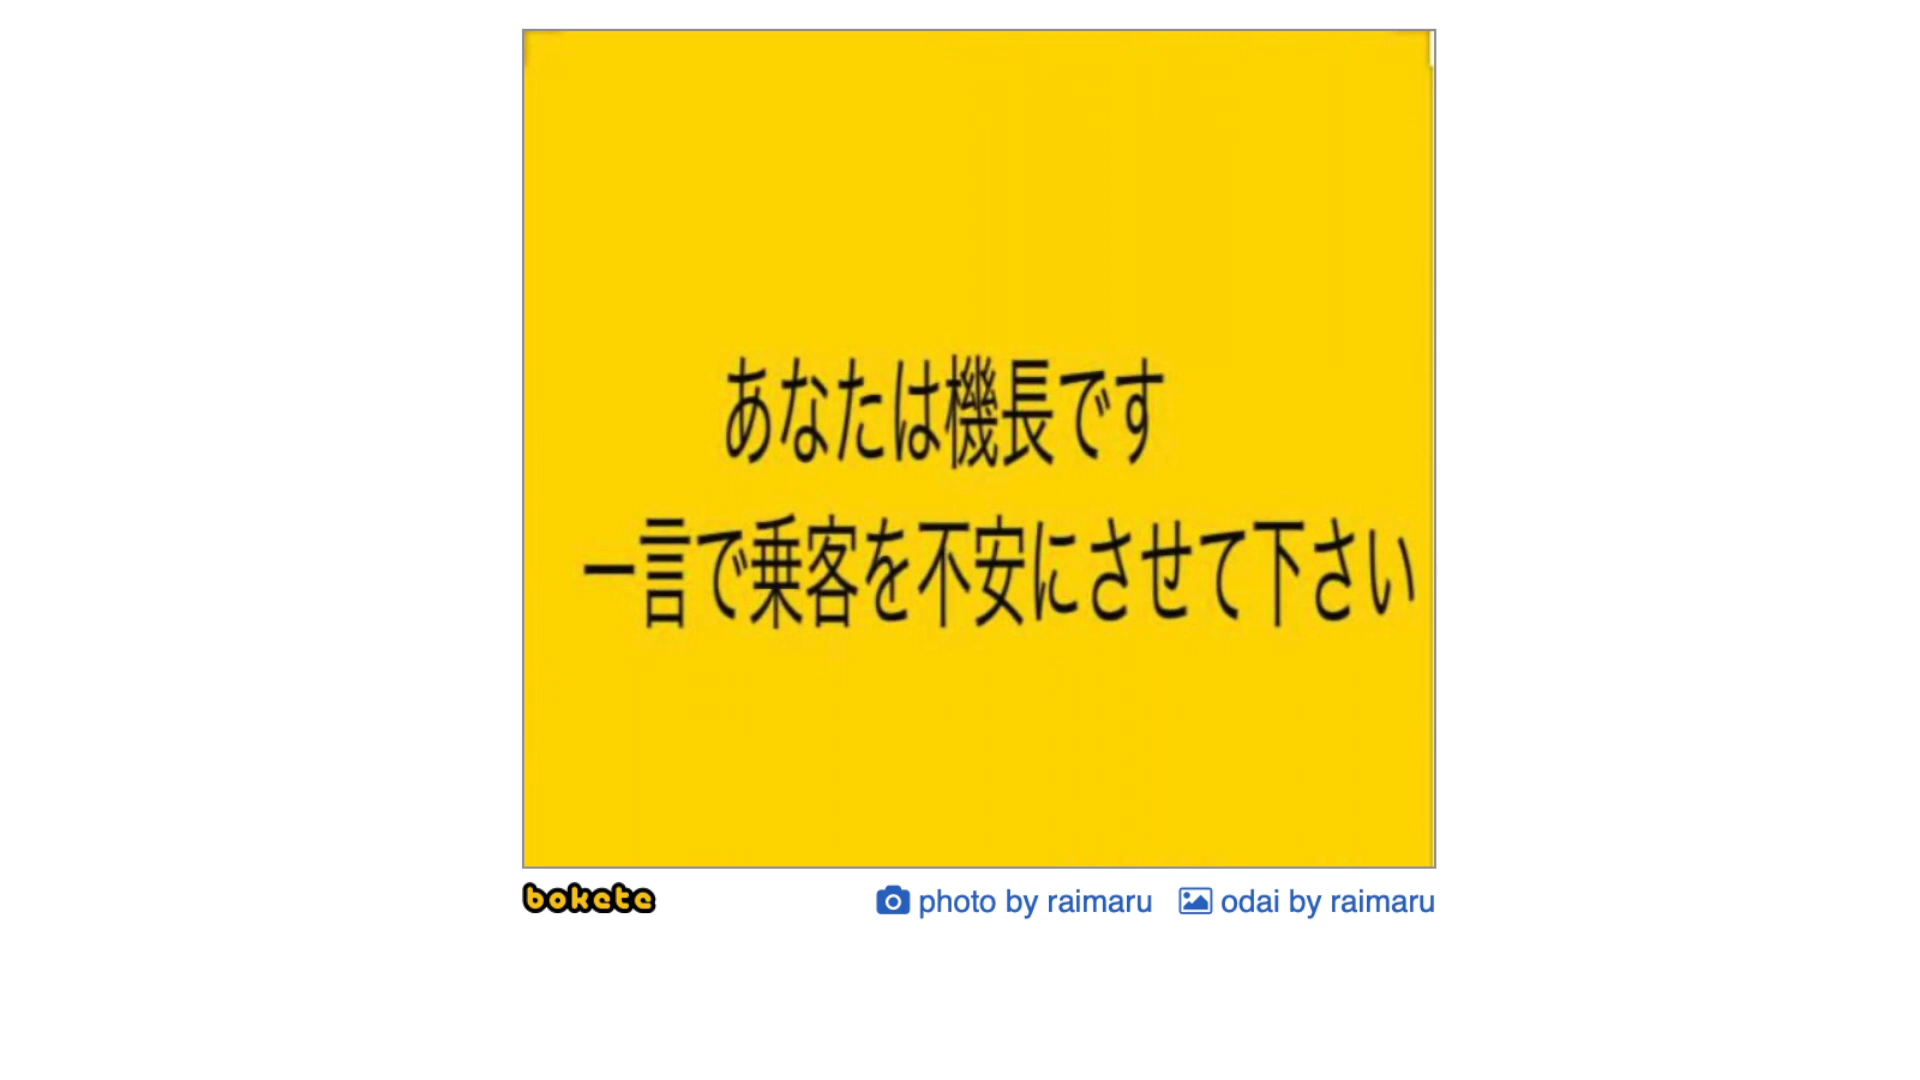 あなたは機長です
一言で乗客を不安にさせて下さい
bokete photo by raimaru odai by raimaru